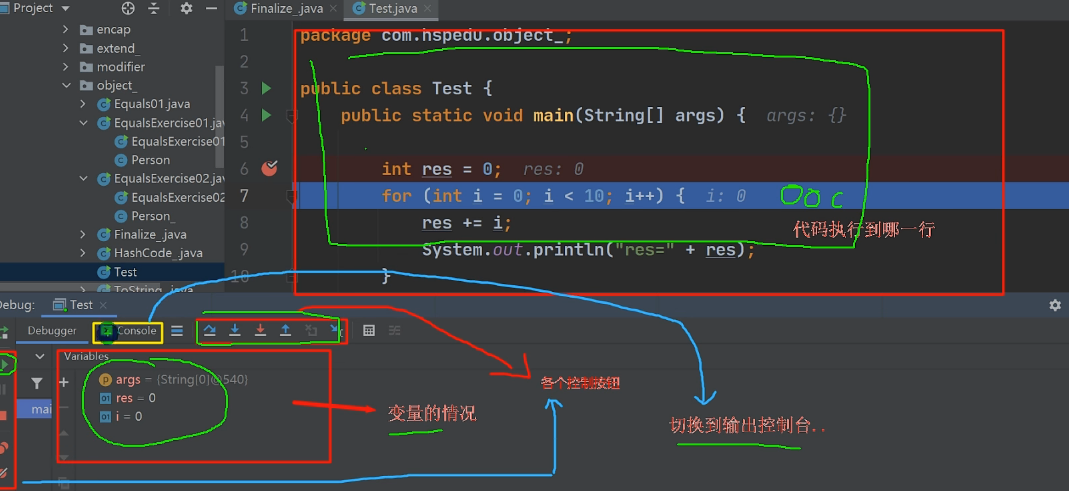 Project
Finalize_.java
Test.java
encap
extend_
modifier
object_
Equals01.java
EqualsExercise01.jav
EqualsExercise01
Person
EqualsExercise02.jav
EqualsExercise02
Person_
Finalize_.java
HashCode_.java
Test
ToString_.java
1 package com.hspedu.object_;
2
3 public class Test {
4 public static void main(String[] args) { args: {}
5
6 int res = 0; res: 0
7 for (int i = 0; i < 10; i++) { i: 0
8 res += i;
代码执行到哪一行
9 System.out.println("res=" + res);
10 }
Debug: Test
Debugger Console
Variables
mai
args = {String[0]@540}
res = 0
i = 0
变量的情况
各个控制按钮
切换到输出控制台..